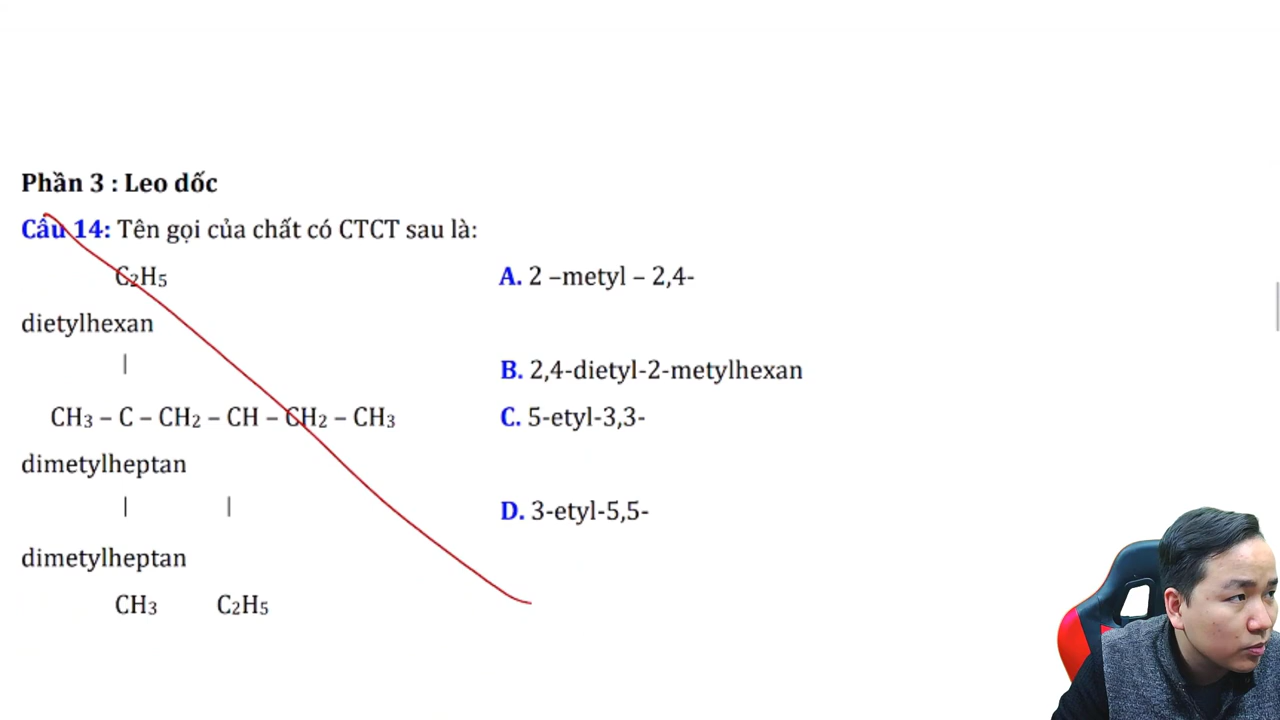 Phần 3 : Leo dốc
Câu 14: Tên gọi của chất có CTCT sau là:
C₂H₅ A. 2 –metyl – 2,4-
dietylhexan
| B. 2,4-dietyl-2-metylhexan
CH₃ – C – CH₂ – CH – CH₂ – CH₃ C. 5-etyl-3,3-
dimetylheptan
| | D. 3-etyl-5,5-
dimetylheptan
CH₃ C₂H₅